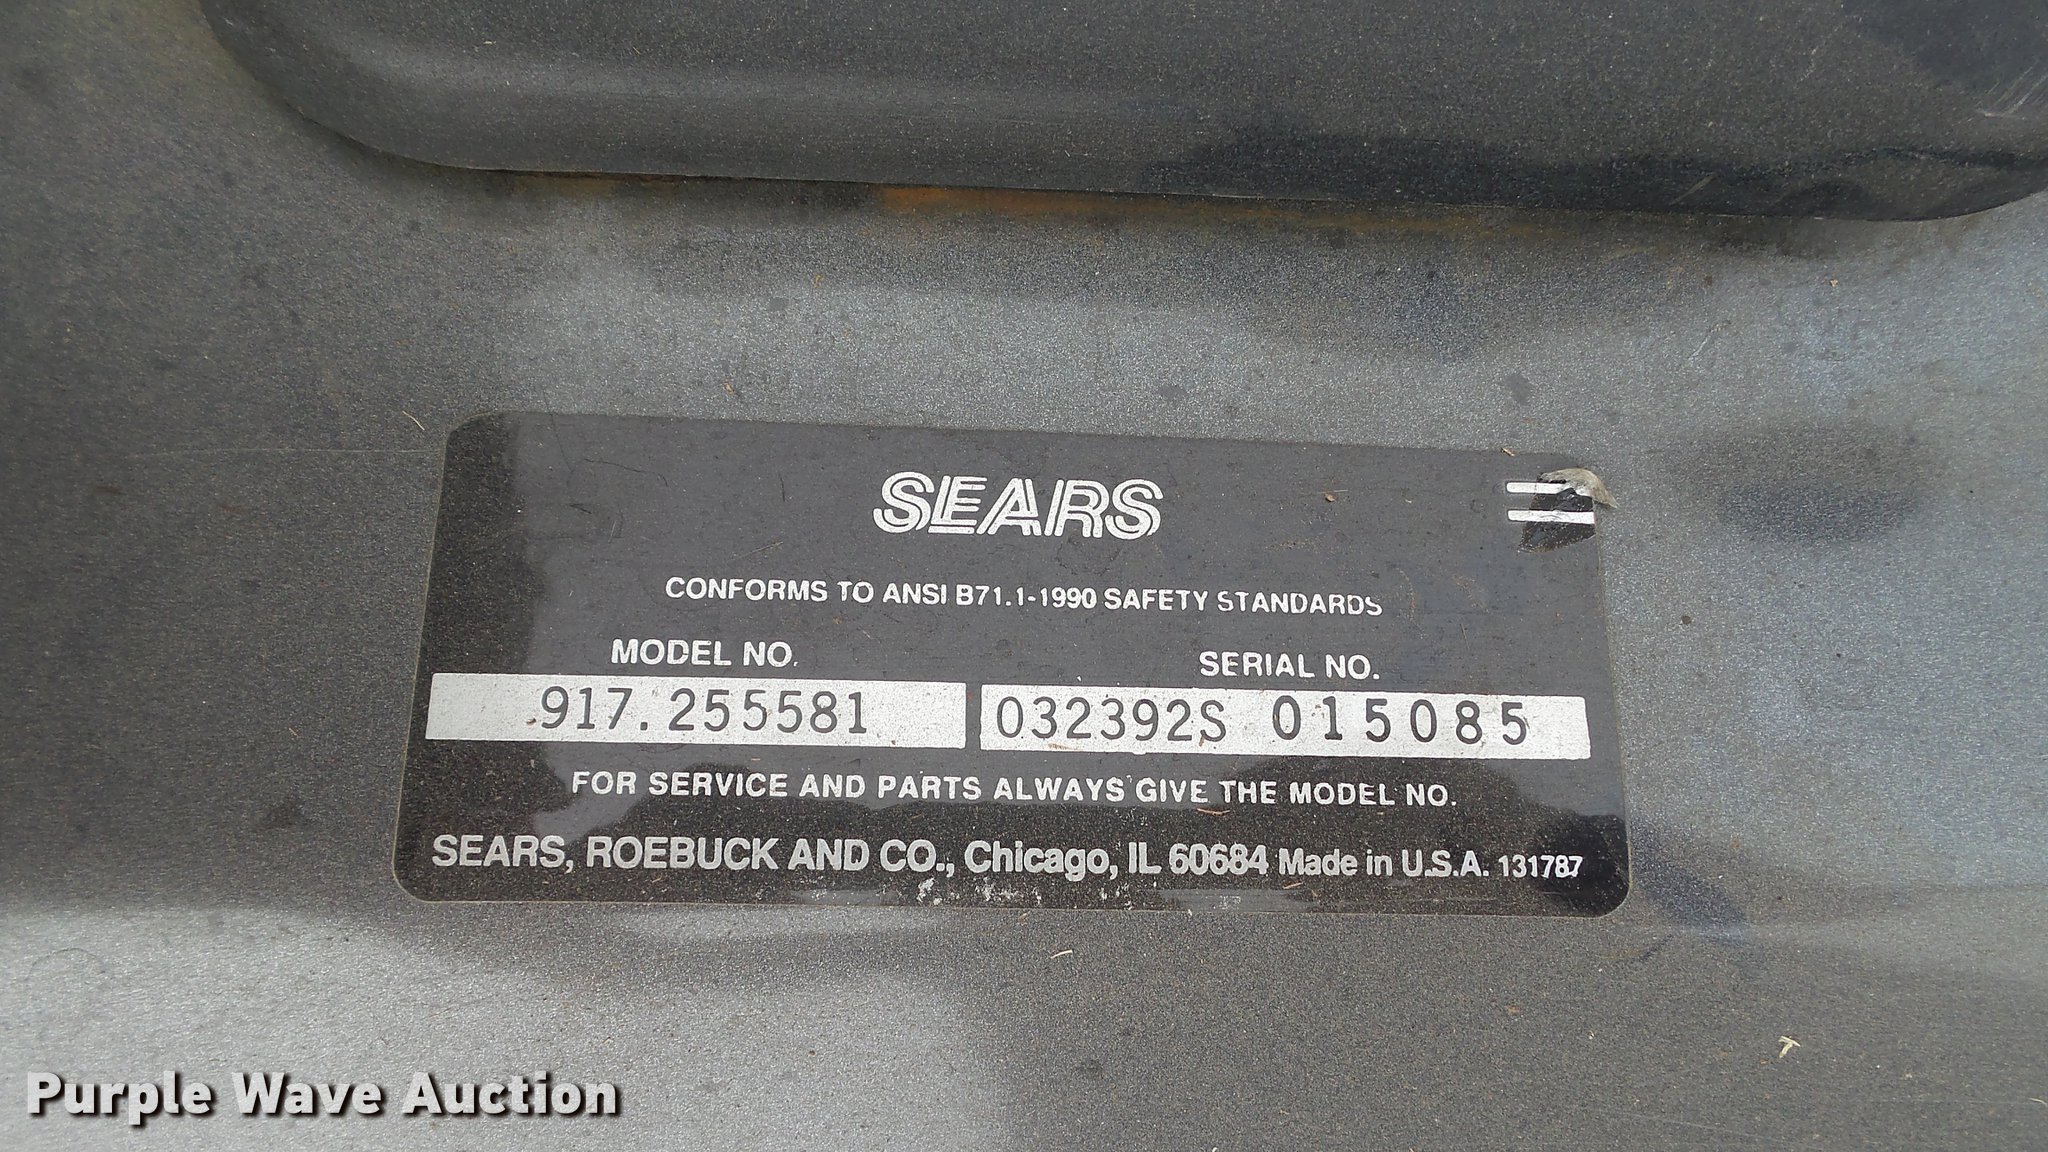 SEARS
CONFORMS TO ANSI B71.1-1990 SAFETY STANDARDS
MODEL NO. SERIAL NO.
917.255581 032392S 015085
FOR SERVICE AND PARTS ALWAYS GIVE THE MODEL NO.
SEARS, ROEBUCK AND CO., Chicago, IL 60684 Made in U.S.A. 131787
Purple Wave Auction